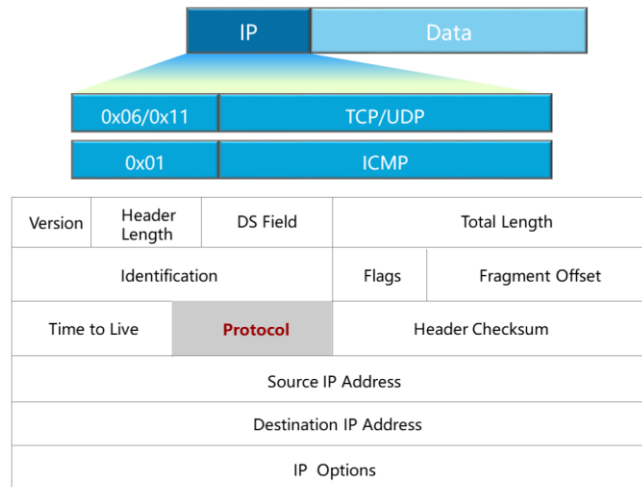 IP Data
0x06/0x11 TCP/UDP
0x01 ICMP
Version Header Length DS Field Total Length
Identification Flags Fragment Offset
Time to Live Protocol Header Checksum
Source IP Address
Destination IP Address
IP Options